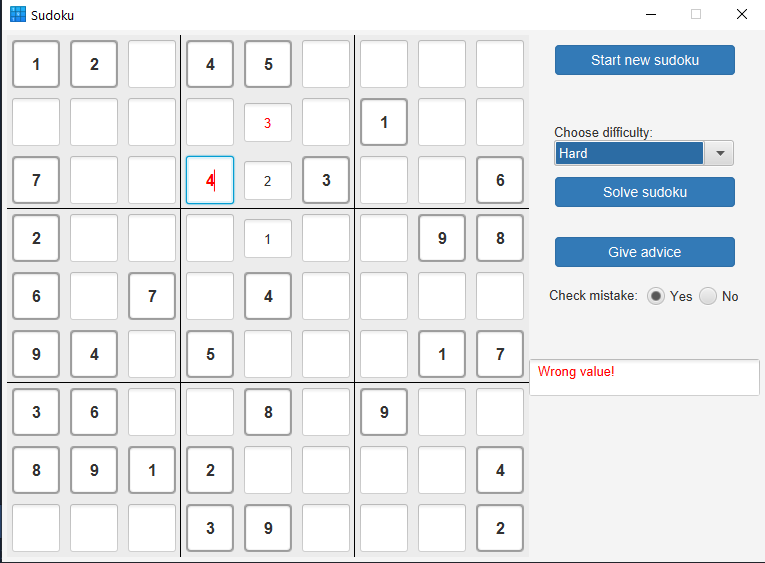 Sudoku
1 2 4 5
3 1
7 4 2 3 6
2 1 9 8
6 7 4
9 4 5 1 7
3 6 8 9
8 9 1 2 4
3 9 2
Start new sudoku
Choose difficulty:
Hard
Solve sudoku
Give advice
Check mistake: Yes No
Wrong value!